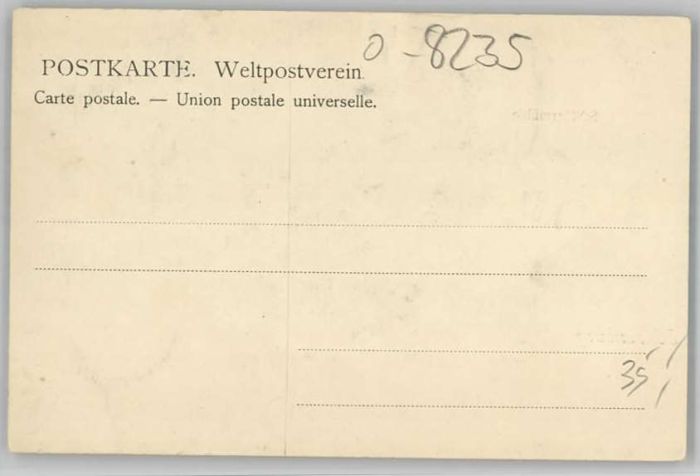 0-8235
POSTKARTE. Weltpostverein
Carte postale. — Union postale universelle.
35